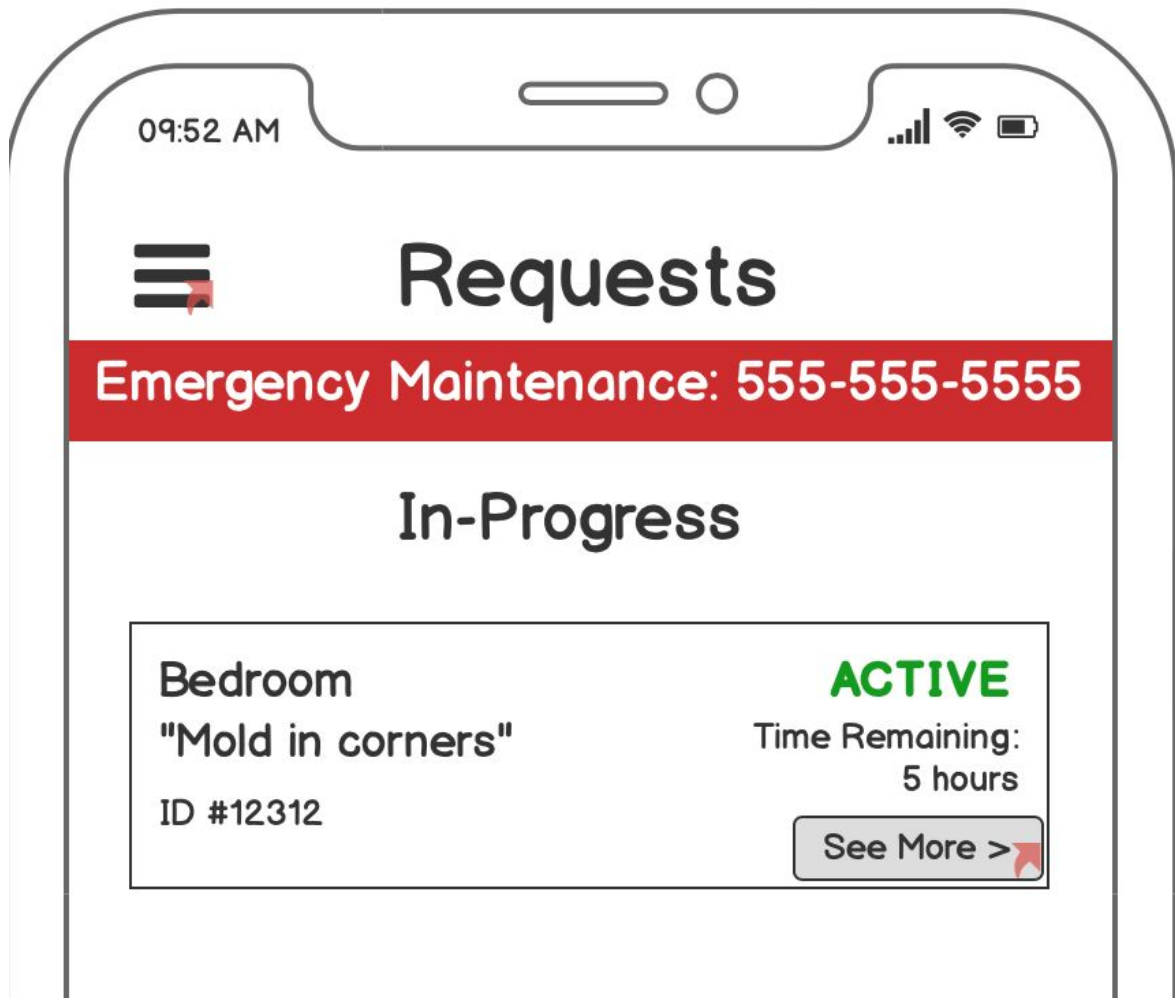 09:52 AM
Requests
Emergency Maintenance: 555-555-5555
In-Progress
Bedroom
"Mold in corners"
ID #12312
ACTIVE
Time Remaining:
5 hours
See More >